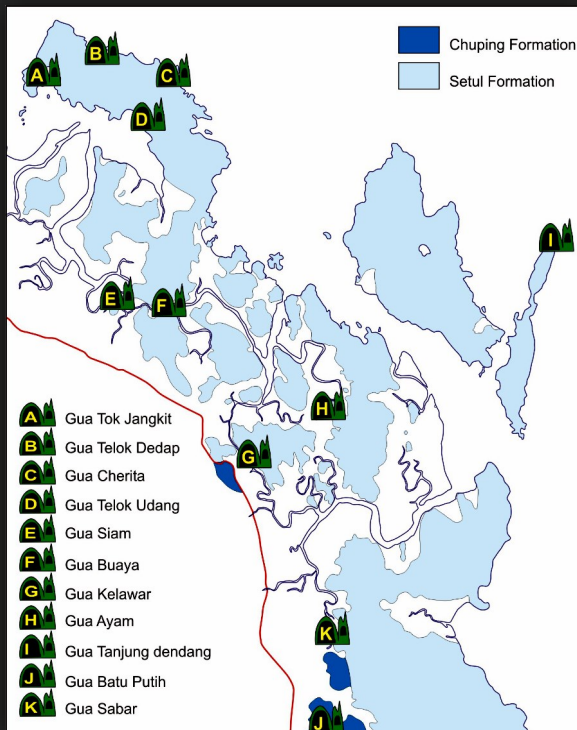 Chuping Formation
Setul Formation
A
B
C
D
I
E
F
H
G
K
J
A Gua Tok Jangkit
B Gua Telok Dedap
C Gua Cherita
D Gua Telok Udang
E Gua Siam
F Gua Buaya
G Gua Kelawar
H Gua Ayam
I Gua Tanjung dendang
J Gua Batu Putih
K Gua Sabar